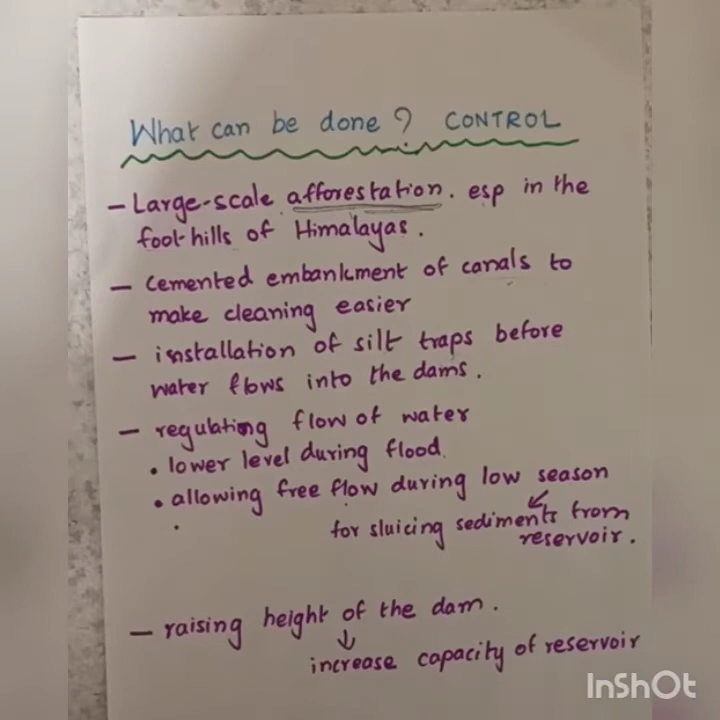 What can be done? CONTROL
- Large-scale afforestation. esp in the
foothills of Himalayas.
- cemented embankment of canals to
make cleaning easier
- installation of silt traps before
water flows into the dams.
- regulating flow of water
• lower level during flood.
• allowing free flow during low season
↙
•
for sluicing sediments from
reservoir.
- raising height of the dam.
↓
increase capacity of reservoir
InShOt